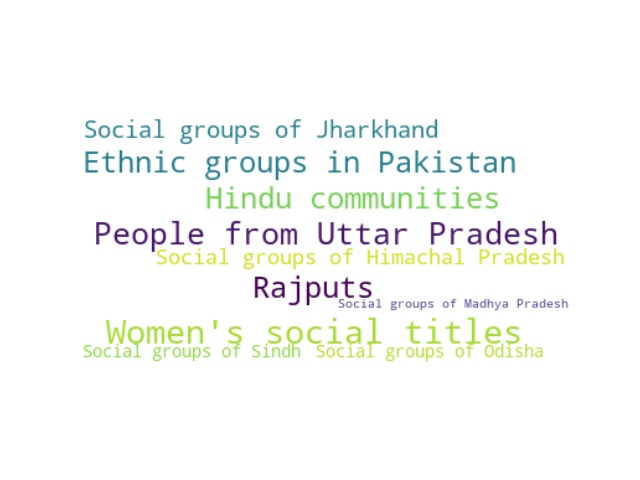 Social groups of Jharkhand
Ethnic groups in Pakistan
Hindu communities
People from Uttar Pradesh
Social groups of Himachal Pradesh
Rajputs
Social groups of Madhya Pradesh
Women's social titles
Social groups of Sindh
Social groups of Odisha